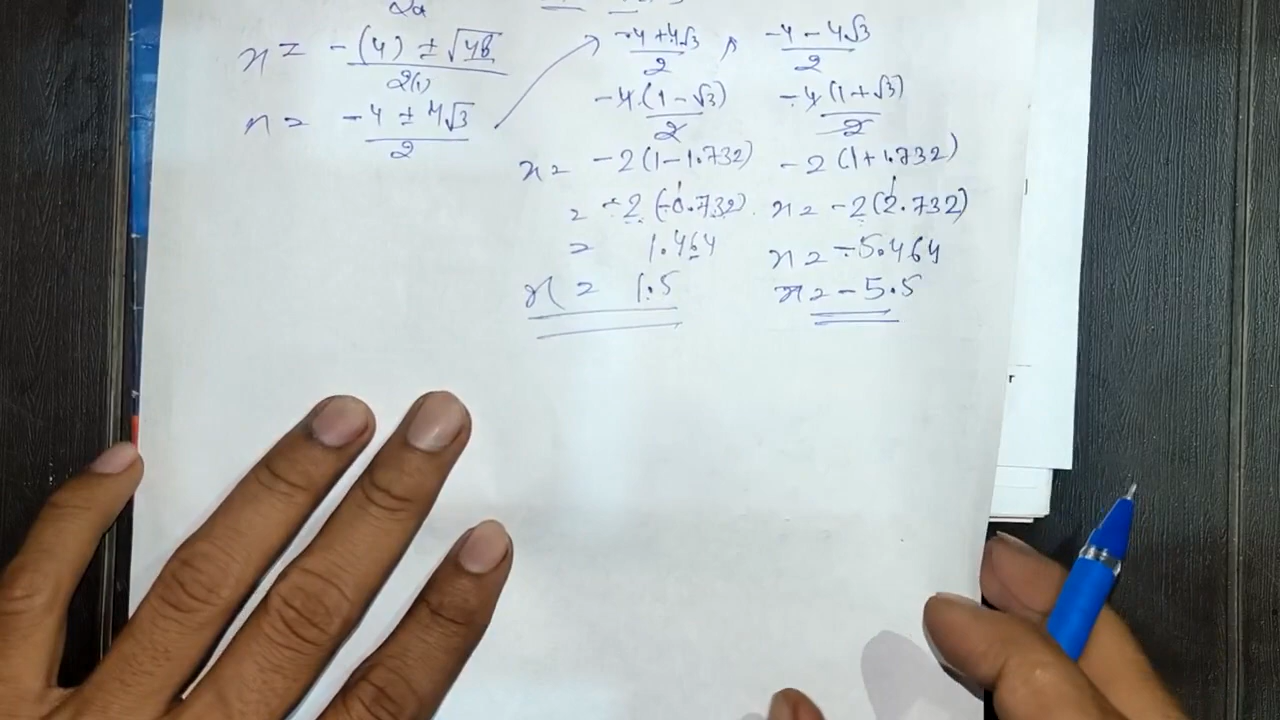 2a
x = -(4) ± √48 / 2(1)
x = -4 ± 4√3 / 2
-4 + 4√3 / 2
-4 (1 - √3) / 2
x = -2 (1 - 1.732)
= -2 (-0.732)
= 1.464
x = 1.5
-4 - 4√3 / 2
-4 (1 + √3) / 2
-2 (1 + 1.732)
x = -2 (2.732)
x = -5.464
x = -5.5
r